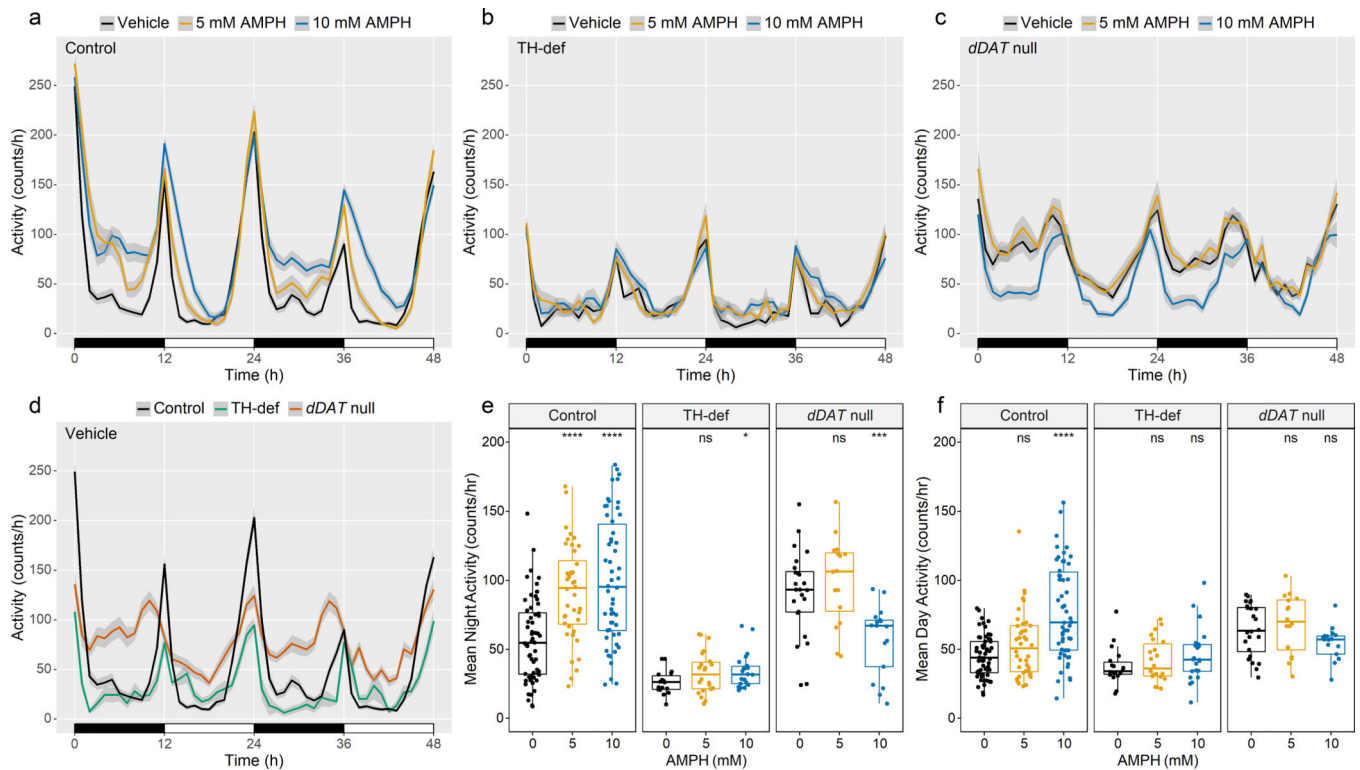 a
Vehicle 5 mM AMPH 10 mM AMPH
Control
Activity (counts/h)
250
200
150
100
50
0
0 12 24 36 48
Time (h)
b
Vehicle 5 mM AMPH 10 mM AMPH
TH-def
Activity (counts/h)
250
200
150
100
50
0
0 12 24 36 48
Time (h)
c
Vehicle 5 mM AMPH 10 mM AMPH
dDAT null
Activity (counts/h)
250
200
150
100
50
0
0 12 24 36 48
Time (h)
d
Control TH-def dDAT null
Vehicle
Activity (counts/h)
250
200
150
100
50
0
0 12 24 36 48
Time (h)
e
Control TH-def dDAT null
**** **** ns * ns ***
Mean Night Activity (counts/hr)
200
150
100
50
0
0 5 10 0 5 10 0 5 10
AMPH (mM)
f
Control TH-def dDAT null
ns **** ns ns ns ns
Mean Day Activity (counts/hr)
200
150
100
50
0
0 5 10 0 5 10 0 5 10
AMPH (mM)